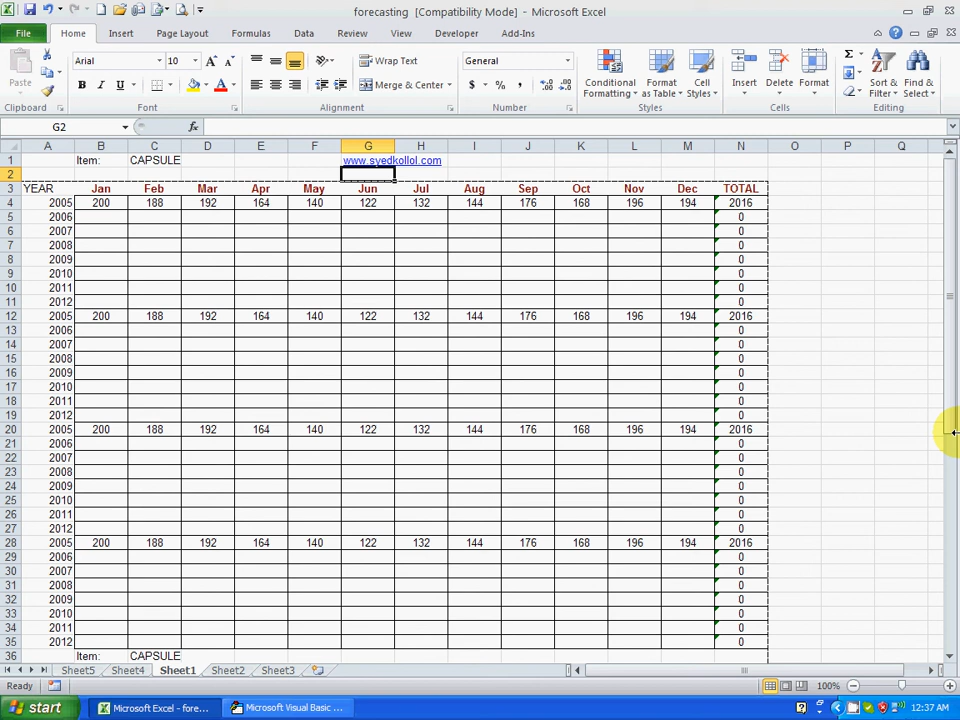 forecasting [Compatibility Mode] - Microsoft Excel
File Home Insert Page Layout Formulas Data Review View Developer Add-Ins
Paste Arial 10 A A Wrap Text General Conditional Formatting Format as Table Cell Styles Insert Delete Format Sort & Filter Find & Select
B I U A Merge & Center $ % ,
Clipboard Font Alignment Number Styles Cells Editing
G2 fx
A B C D E F G H I J K L M N O P Q
1 Item: CAPSULE www.syedkollol.com
2
3 YEAR Jan Feb Mar Apr May Jun Jul Aug Sep Oct Nov Dec TOTAL
4 2005 200 188 192 164 140 122 132 144 176 168 196 194 2016
5 2006 0
6 2007 0
7 2008 0
8 2009 0
9 2010 0
10 2011 0
11 2012 0
12 2005 200 188 192 164 140 122 132 144 176 168 196 194 2016
13 2006 0
14 2007 0
15 2008 0
16 2009 0
17 2010 0
18 2011 0
19 2012 0
20 2005 200 188 192 164 140 122 132 144 176 168 196 194 2016
21 2006 0
22 2007 0
23 2008 0
24 2009 0
25 2010 0
26 2011 0
27 2012 0
28 2005 200 188 192 164 140 122 132 144 176 168 196 194 2016
29 2006 0
30 2007 0
31 2008 0
32 2009 0
33 2010 0
34 2011 0
35 2012 0
36 Item: CAPSULE
Sheet5 Sheet4 Sheet1 Sheet2 Sheet3
Ready 100%
start Microsoft Excel - fore... Microsoft Visual Basic ... 12:37 AM